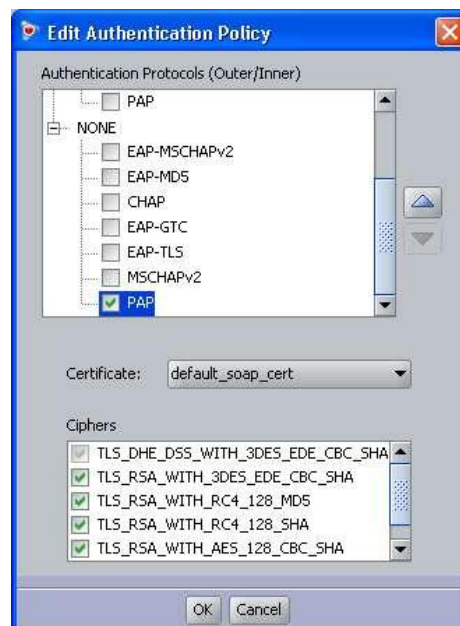 Edit Authentication Policy
Authentication Protocols (Outer/Inner)
PAP
NONE
EAP-MSCHAPv2
EAP-MD5
CHAP
EAP-GTC
EAP-TLS
MSCHAPv2
PAP
Certificate: default_soap_cert
Ciphers
TLS_DHE_DSS_WITH_3DES_EDE_CBC_SHA
TLS_RSA_WITH_3DES_EDE_CBC_SHA
TLS_RSA_WITH_RC4_128_MD5
TLS_RSA_WITH_RC4_128_SHA
TLS_RSA_WITH_AES_128_CBC_SHA
OK Cancel